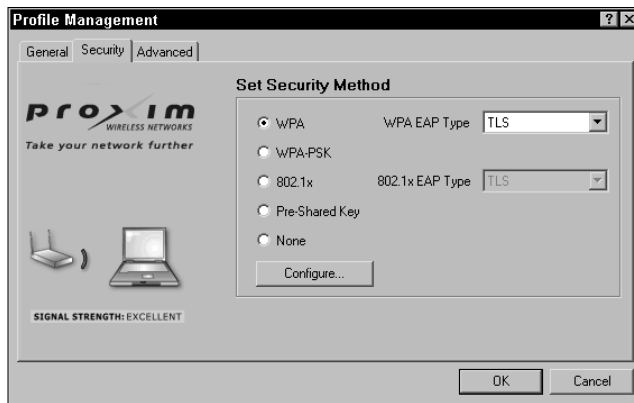 Profile Management
General Security Advanced
PROXIM
WIRELESS NETWORKS
Take your network further
SIGNAL STRENGTH: EXCELLENT
Set Security Method
WPA WPA EAP Type TLS
WPA-PSK
802.1x 802.1x EAP Type TLS
Pre-Shared Key
None
Configure...
OK Cancel